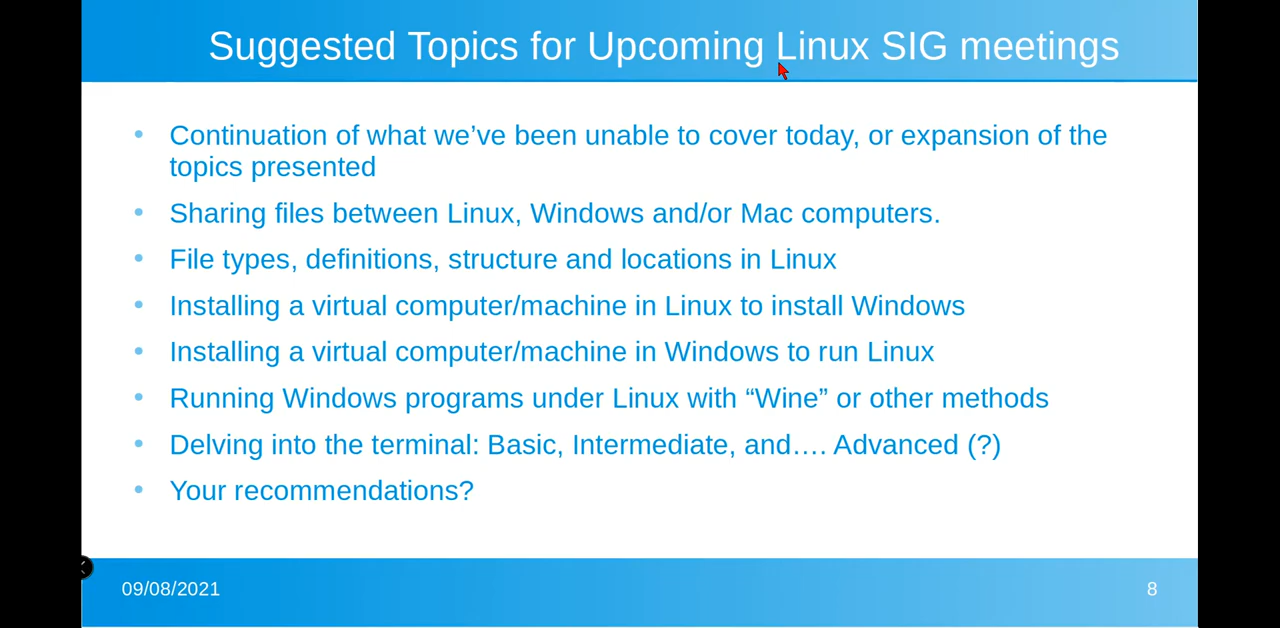 Suggested Topics for Upcoming Linux SIG meetings
• Continuation of what we’ve been unable to cover today, or expansion of the
topics presented
• Sharing files between Linux, Windows and/or Mac computers.
• File types, definitions, structure and locations in Linux
• Installing a virtual computer/machine in Linux to install Windows
• Installing a virtual computer/machine in Windows to run Linux
• Running Windows programs under Linux with “Wine” or other methods
• Delving into the terminal: Basic, Intermediate, and…. Advanced (?)
• Your recommendations?
09/08/2021
8